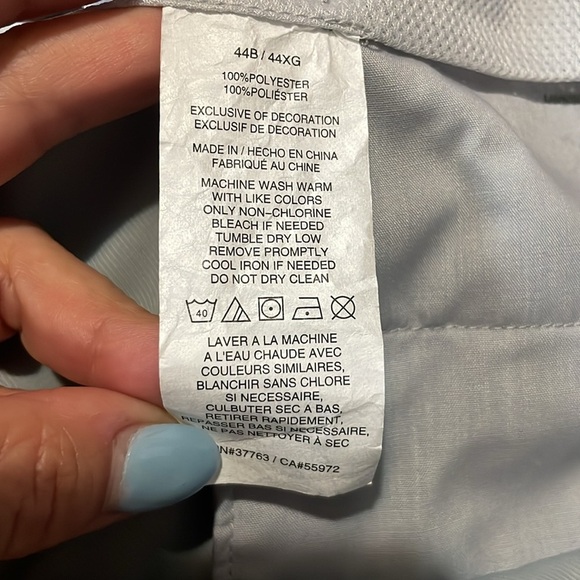 44B / 44XG
100%POLYESTER
100%POLIÉSTER
EXCLUSIVE OF DECORATION
EXCLUSIF DE DECORATION
MADE IN / HECHO EN CHINA
FABRIQUÉ AU CHINE
MACHINE WASH WARM
WITH LIKE COLORS
ONLY NON-CHLORINE
BLEACH IF NEEDED
TUMBLE DRY LOW
REMOVE PROMPTLY
COOL IRON IF NEEDED
DO NOT DRY CLEAN
40
LAVER A LA MACHINE
A L'EAU CHAUDE AVEC
COULEURS SIMILAIRES,
BLANCHIR SANS CHLORE
SI NECESSAIRE,
CULBUTER SEC A BAS,
RETIRER RAPIDEMENT,
REPASSER BAS SI NECESSAIRE,
NE PAS NETTOYER À SEC
N#37763 / CA#55972